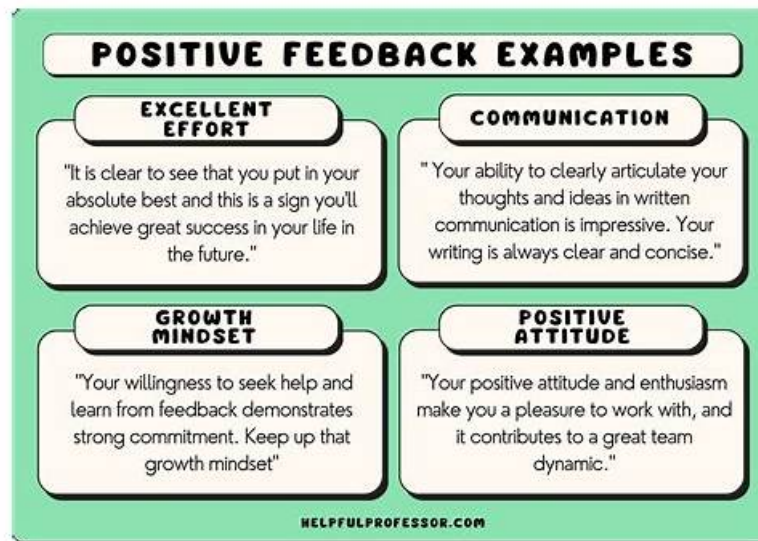 POSITIVE FEEDBACK EXAMPLES
EXCELLENT
EFFORT
"It is clear to see that you put in your
absolute best and this is a sign you'll
achieve great success in your life in
the future."
COMMUNICATION
" Your ability to clearly articulate your
thoughts and ideas in written
communication is impressive. Your
writing is always clear and concise."
GROWTH
MINDSET
"Your willingness to seek help and
learn from feedback demonstrates
strong commitment. Keep up that
growth mindset"
POSITIVE
ATTITUDE
"Your positive attitude and enthusiasm
make you a pleasure to work with, and
it contributes to a great team
dynamic."
HELPFULPROFESSOR.COM